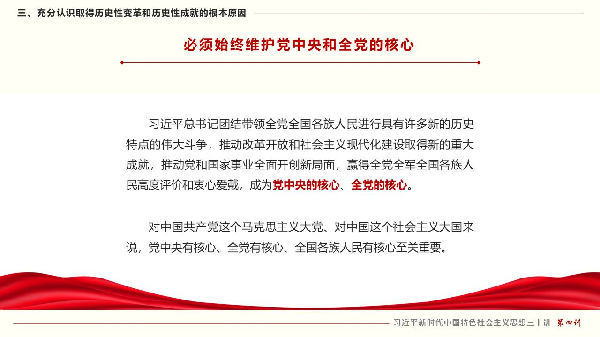 三、充分认识取得历史性变革和历史性成就的根本原因
必须始终维护党中央和全党的核心
习近平总书记团结带领全党全国各族人民进行具有许多新的历史
特点的伟大斗争，推动改革开放和社会主义现代化建设取得新的重大
成就，推动党和国家事业全面开创新局面，赢得全党全军全国各族人
民高度评价和衷心爱戴，成为党中央的核心、全党的核心。
对中国共产党这个马克思主义大党、对中国这个社会主义大国来
说，党中央有核心、全党有核心、全国各族人民有核心至关重要。
习近平新时代中国特色社会主义思想三十讲 第四讲